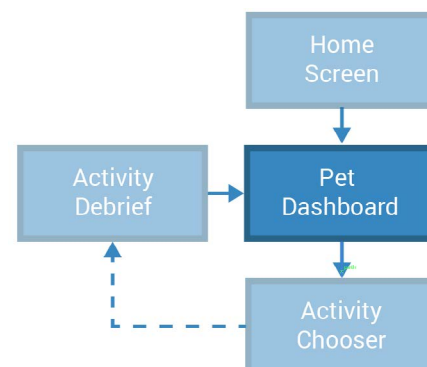 Home
Screen
Activity
Debrief
Pet
Dashboard
Activity
Chooser